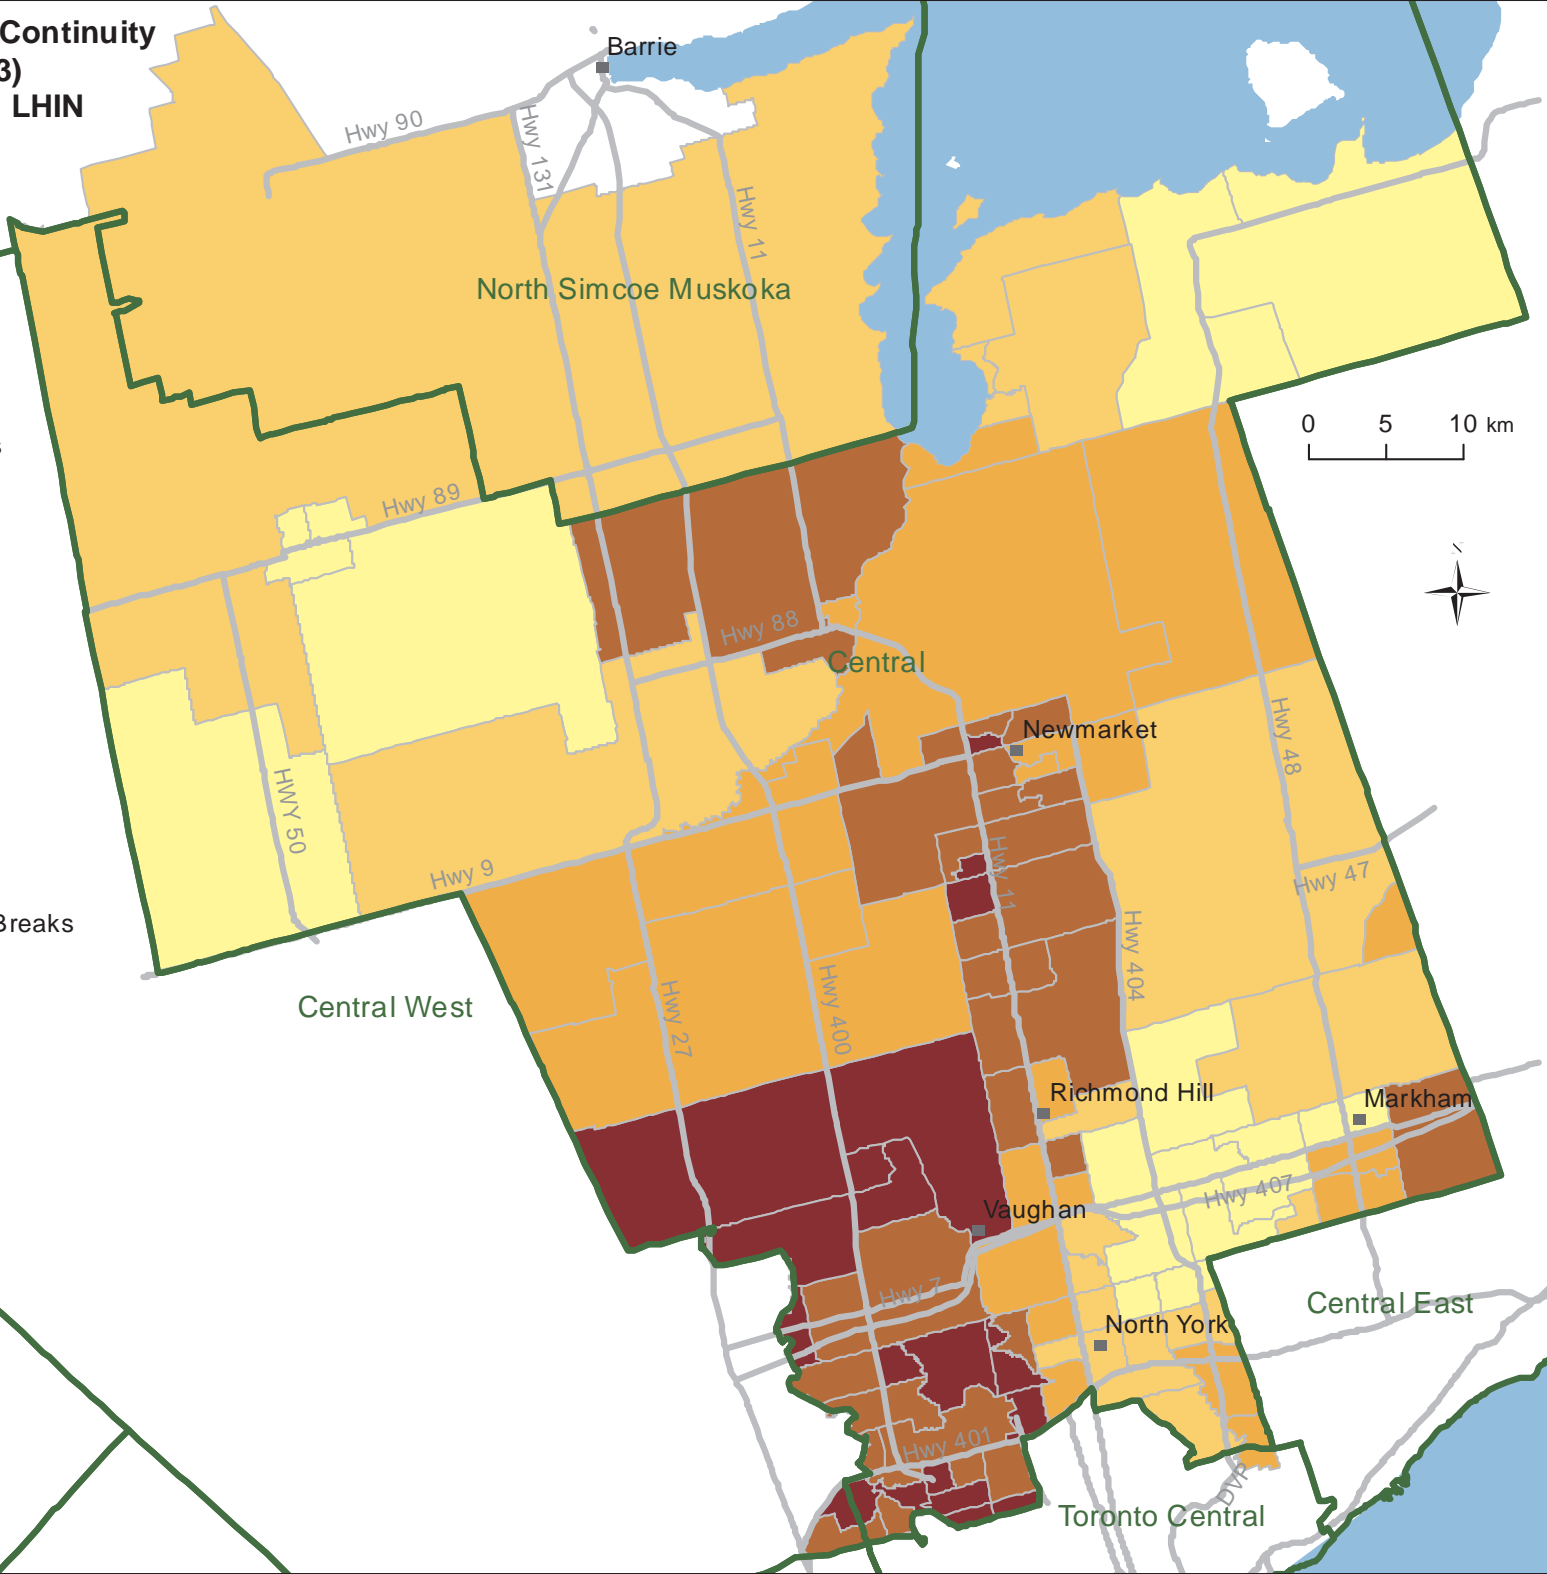 Continuity
3)
LHIN
Barrie
Hwy 90
Hwy 131
Hwy 11
North Simcoe Muskoka
0 5 10 km
s
Hwy 89
N
Hwy 88
Central
Newmarket
Hwy 48
HWY 50
Hwy 9
Hwy 11
Hwy 47
Breaks
Hwy 404
Central West
Hwy 27
Hwy 400
Richmond Hill
Markham
Hwy 407
Vaughan
Hwy 7
Central East
North York
Hwy 401
DVP
Toronto Central